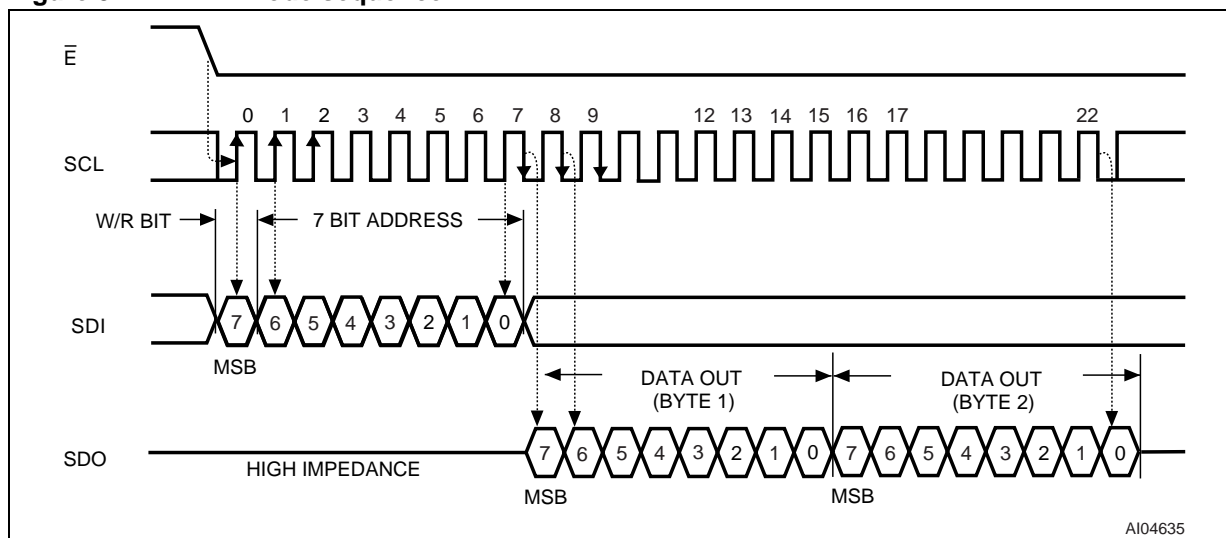 E̅
0 1 2 3 4 5 6 7 8 9 12 13 14 15 16 17 22
SCL
W/R BIT 7 BIT ADDRESS
SDI 7 6 5 4 3 2 1 0
MSB
DATA OUT (BYTE 1)
DATA OUT (BYTE 2)
SDO HIGH IMPEDANCE 7 6 5 4 3 2 1 0 7 6 5 4 3 2 1 0
MSB MSB
AI04635